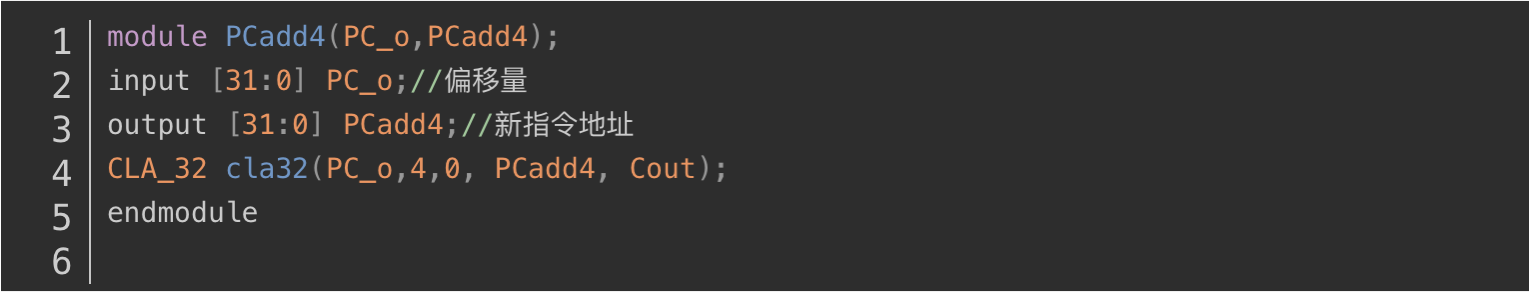 1 module PCadd4(PC_o,PCadd4);
2 input [31:0] PC_o;//偏移量
3 output [31:0] PCadd4;//新指令地址
4 CLA_32 cla32(PC_o,4,0, PCadd4, Cout);
5 endmodule
6